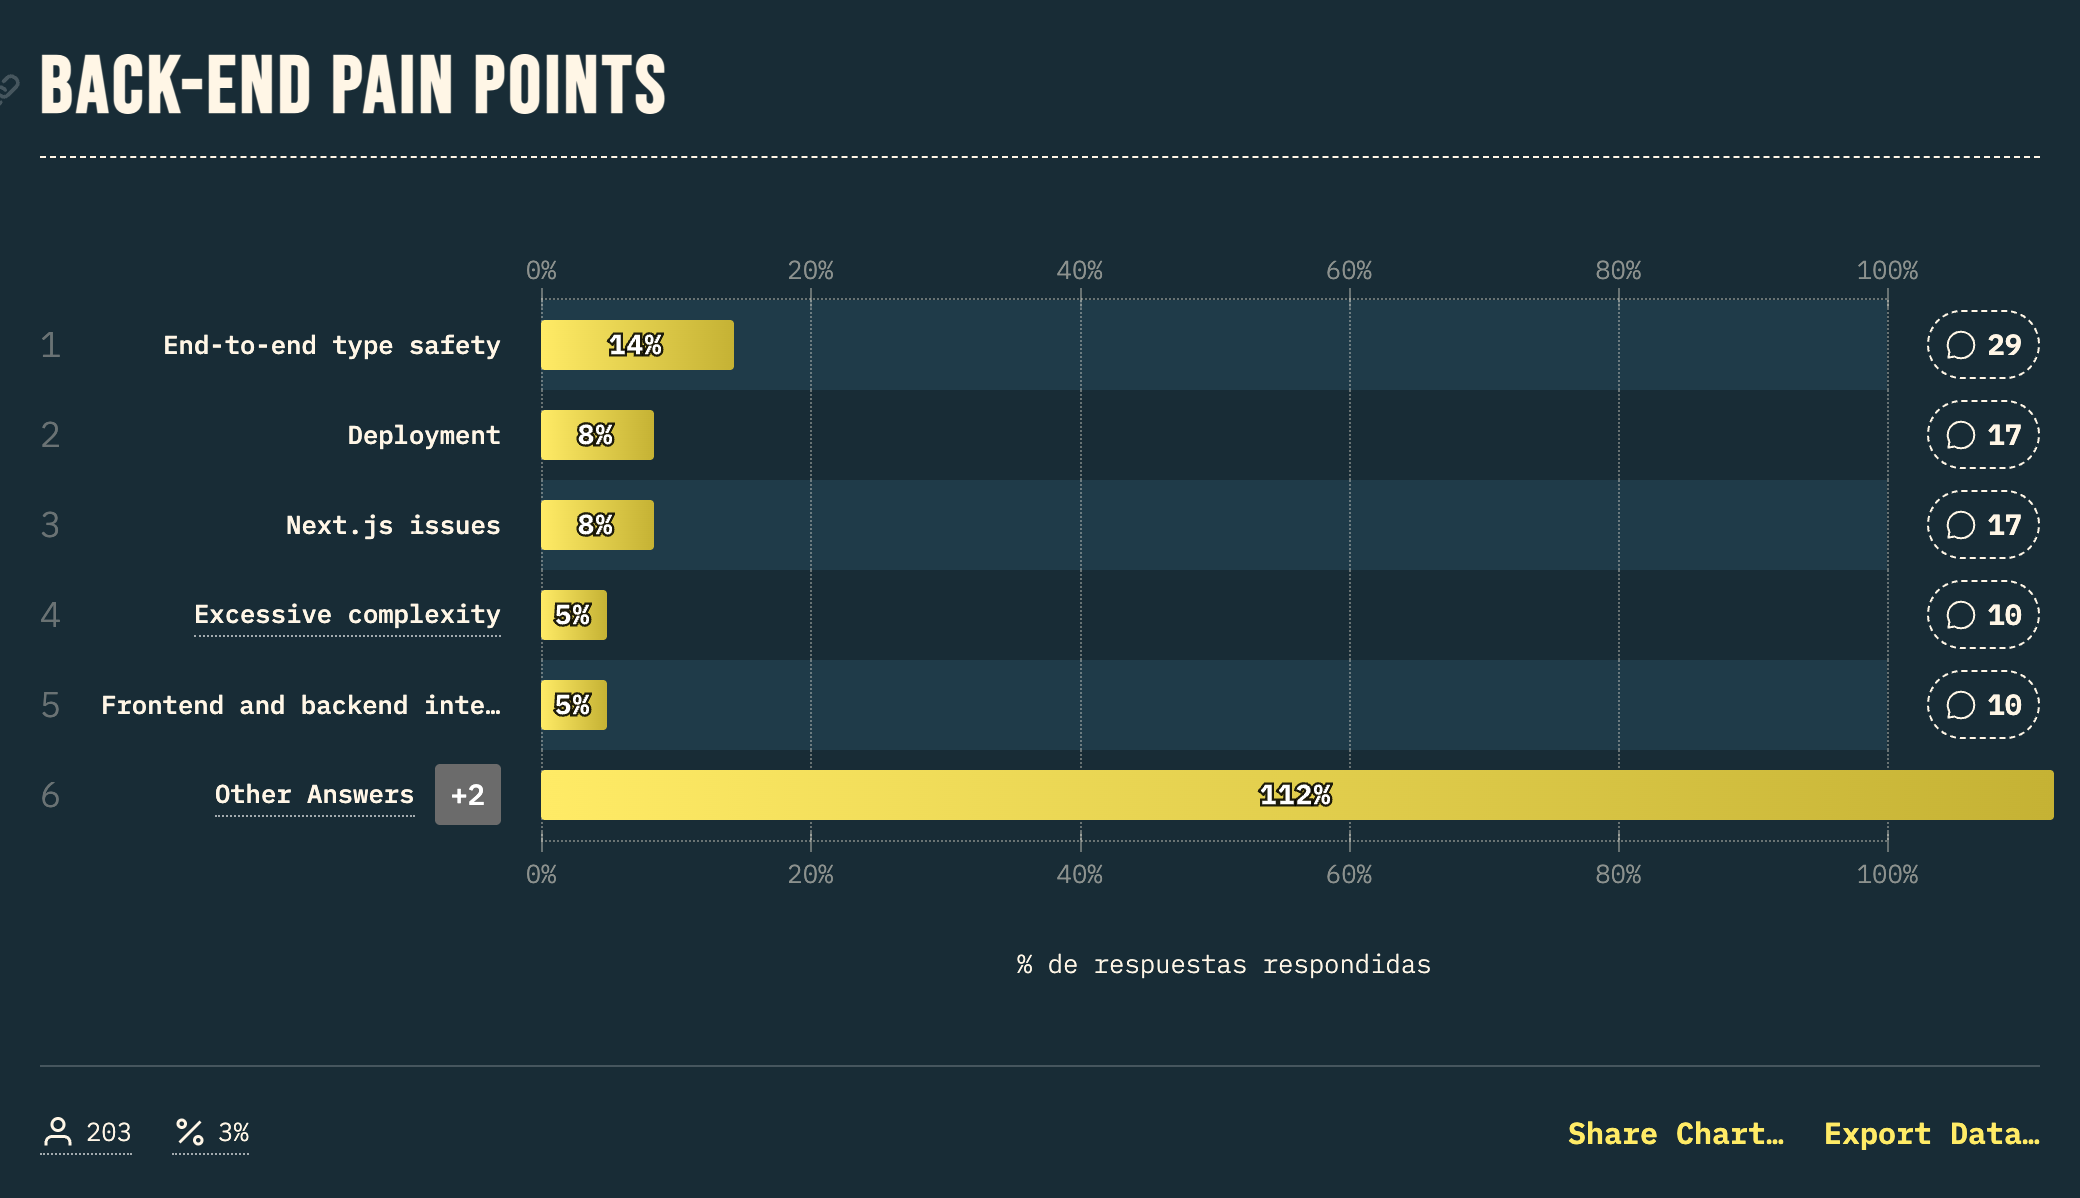 BACK-END PAIN POINTS
0% 20% 40% 60% 80% 100%
1 End-to-end type safety 14% 29
2 Deployment 8% 17
3 Next.js issues 8% 17
4 Excessive complexity 5% 10
5 Frontend and backend inte… 5% 10
6 Other Answers +2 112%
0% 20% 40% 60% 80% 100%
% de respuestas respondidas
203 3% Share Chart… Export Data…